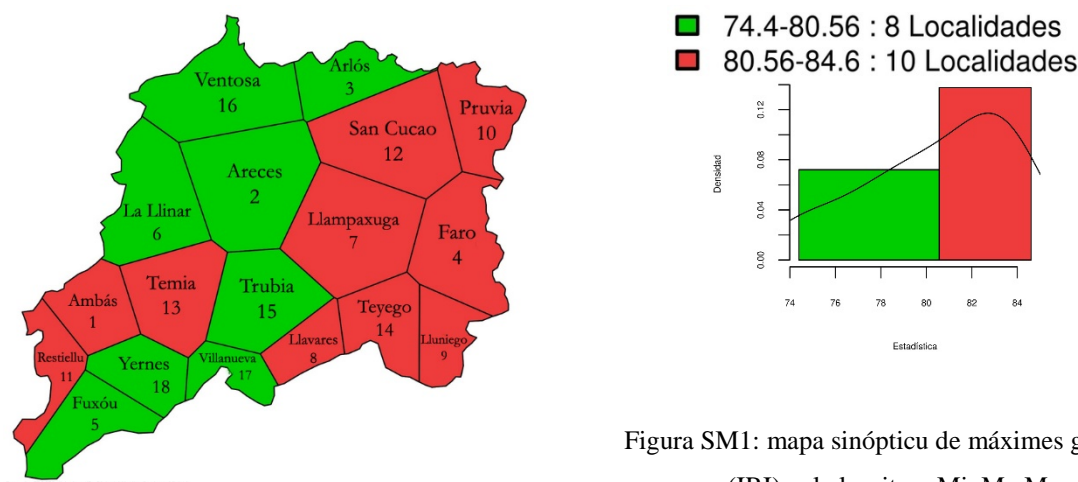 Ventosa
16
Arlós
3
Pruvia
10
San Cucao
12
Areces
2
La Llinar
6
Llampaxuga
7
Faro
4
Temia
13
Trubia
15
Ambás
1
Teyego
14
Llavares
8
Lluniego
9
Restiellu
11
Yernes
18
Villanueva
17
Fuxóu
5
74.4-80.56 : 8 Localidades
80.56-84.6 : 10 Localidades
Densidad
0.00 0.04 0.08 0.12
74 76 78 80 82 84
Estadística
Figura SM1: mapa sinópticu de máximes g